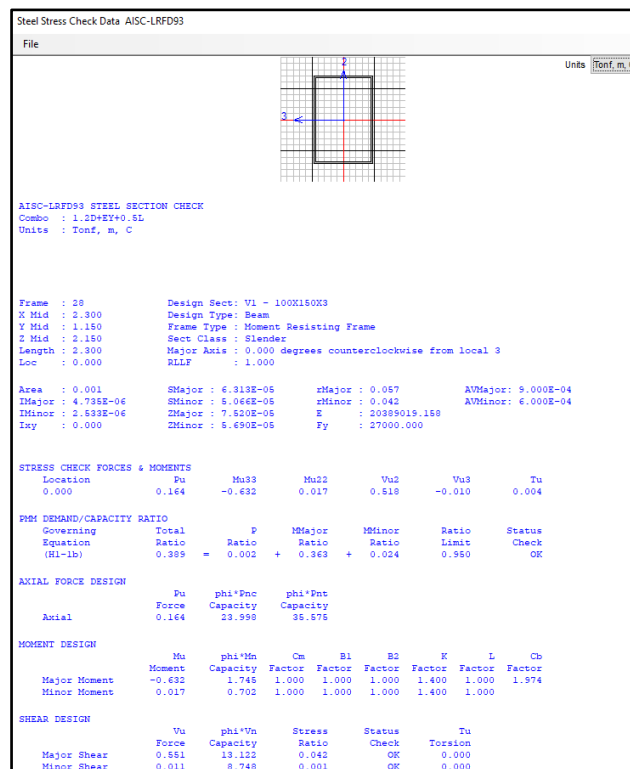 Steel Stress Check Data AISC-LRFD93
File
Units Tonf, m,
2
3
AISC-LRFD93 STEEL SECTION CHECK
Combo : 1.2D+EY+0.5L
Units : Tonf, m, C
Frame : 28 Design Sect: V1 - 100X150X3
X Mid : 2.300 Design Type: Beam
Y Mid : 1.150 Frame Type : Moment Resisting Frame
Z Mid : 2.150 Sect Class : Slender
Length : 2.300 Major Axis : 0.000 degrees counterclockwise from local 3
Loc : 0.000 RLLF : 1.000
Area : 0.001 SMajor : 6.313E-05 rMajor : 0.057 AVMajor: 9.000E-04
IMajor : 4.735E-06 SMinor : 5.066E-05 rMinor : 0.042 AVMinor: 6.000E-04
IMinor : 2.533E-06 ZMajor : 7.520E-05 E : 20389019.158
Ixy : 0.000 ZMinor : 5.690E-05 Fy : 27000.000
STRESS CHECK FORCES & MOMENTS
Location Pu Mu33 Mu22 Vu2 Vu3 Tu
0.000 0.164 -0.632 0.017 0.518 -0.010 0.004
PMM DEMAND/CAPACITY RATIO
Governing Total P MMajor MMinor Ratio Status
Equation Ratio Ratio Ratio Ratio Limit Check
(H1-1b) 0.389 = 0.002 + 0.363 + 0.024 0.950 OK
AXIAL FORCE DESIGN
Pu phi*Pnc phi*Pnt
Force Capacity Capacity
Axial 0.164 23.998 35.575
MOMENT DESIGN
Mu phi*Mn Cm B1 B2 K L Cb
Moment Capacity Factor Factor Factor Factor Factor Factor
Major Moment -0.632 1.745 1.000 1.000 1.000 1.400 1.000 1.974
Minor Moment 0.017 0.702 1.000 1.000 1.000 1.400 1.000
SHEAR DESIGN
Vu phi*Vn Stress Status Tu
Force Capacity Ratio Check Torsion
Major Shear 0.551 13.122 0.042 OK 0.000
Minor Shear 0.011 8.748 0.001 OK 0.000